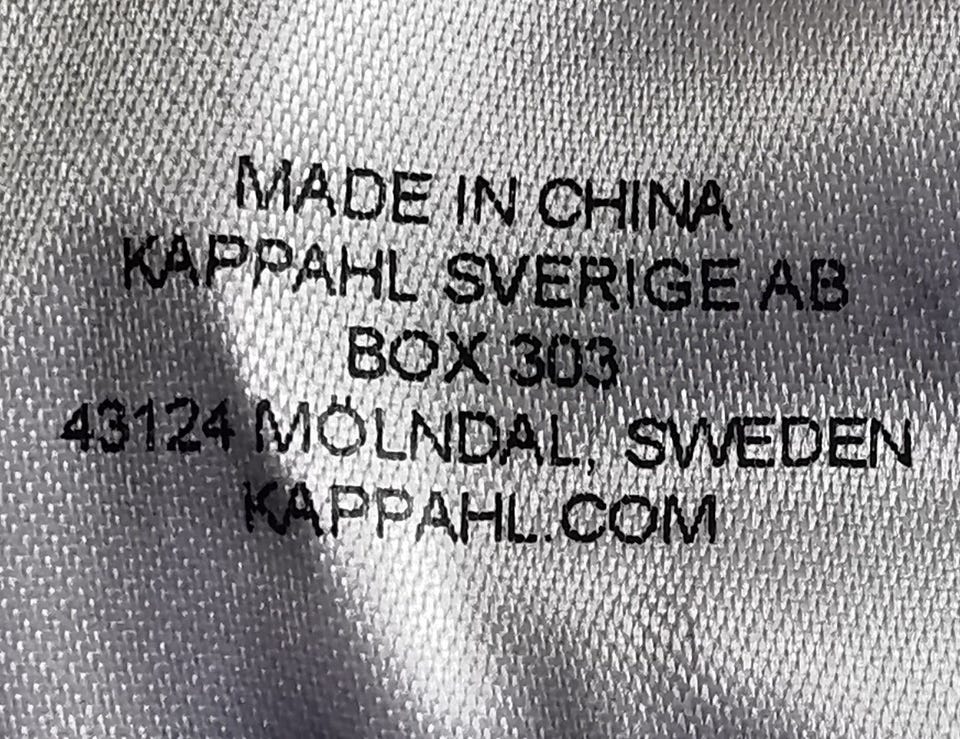 MADE IN CHINA
KAPPAHL SVERIGE AB
BOX 303
43124 MÖLNDAL, SWEDEN
KAPPAHL.COM